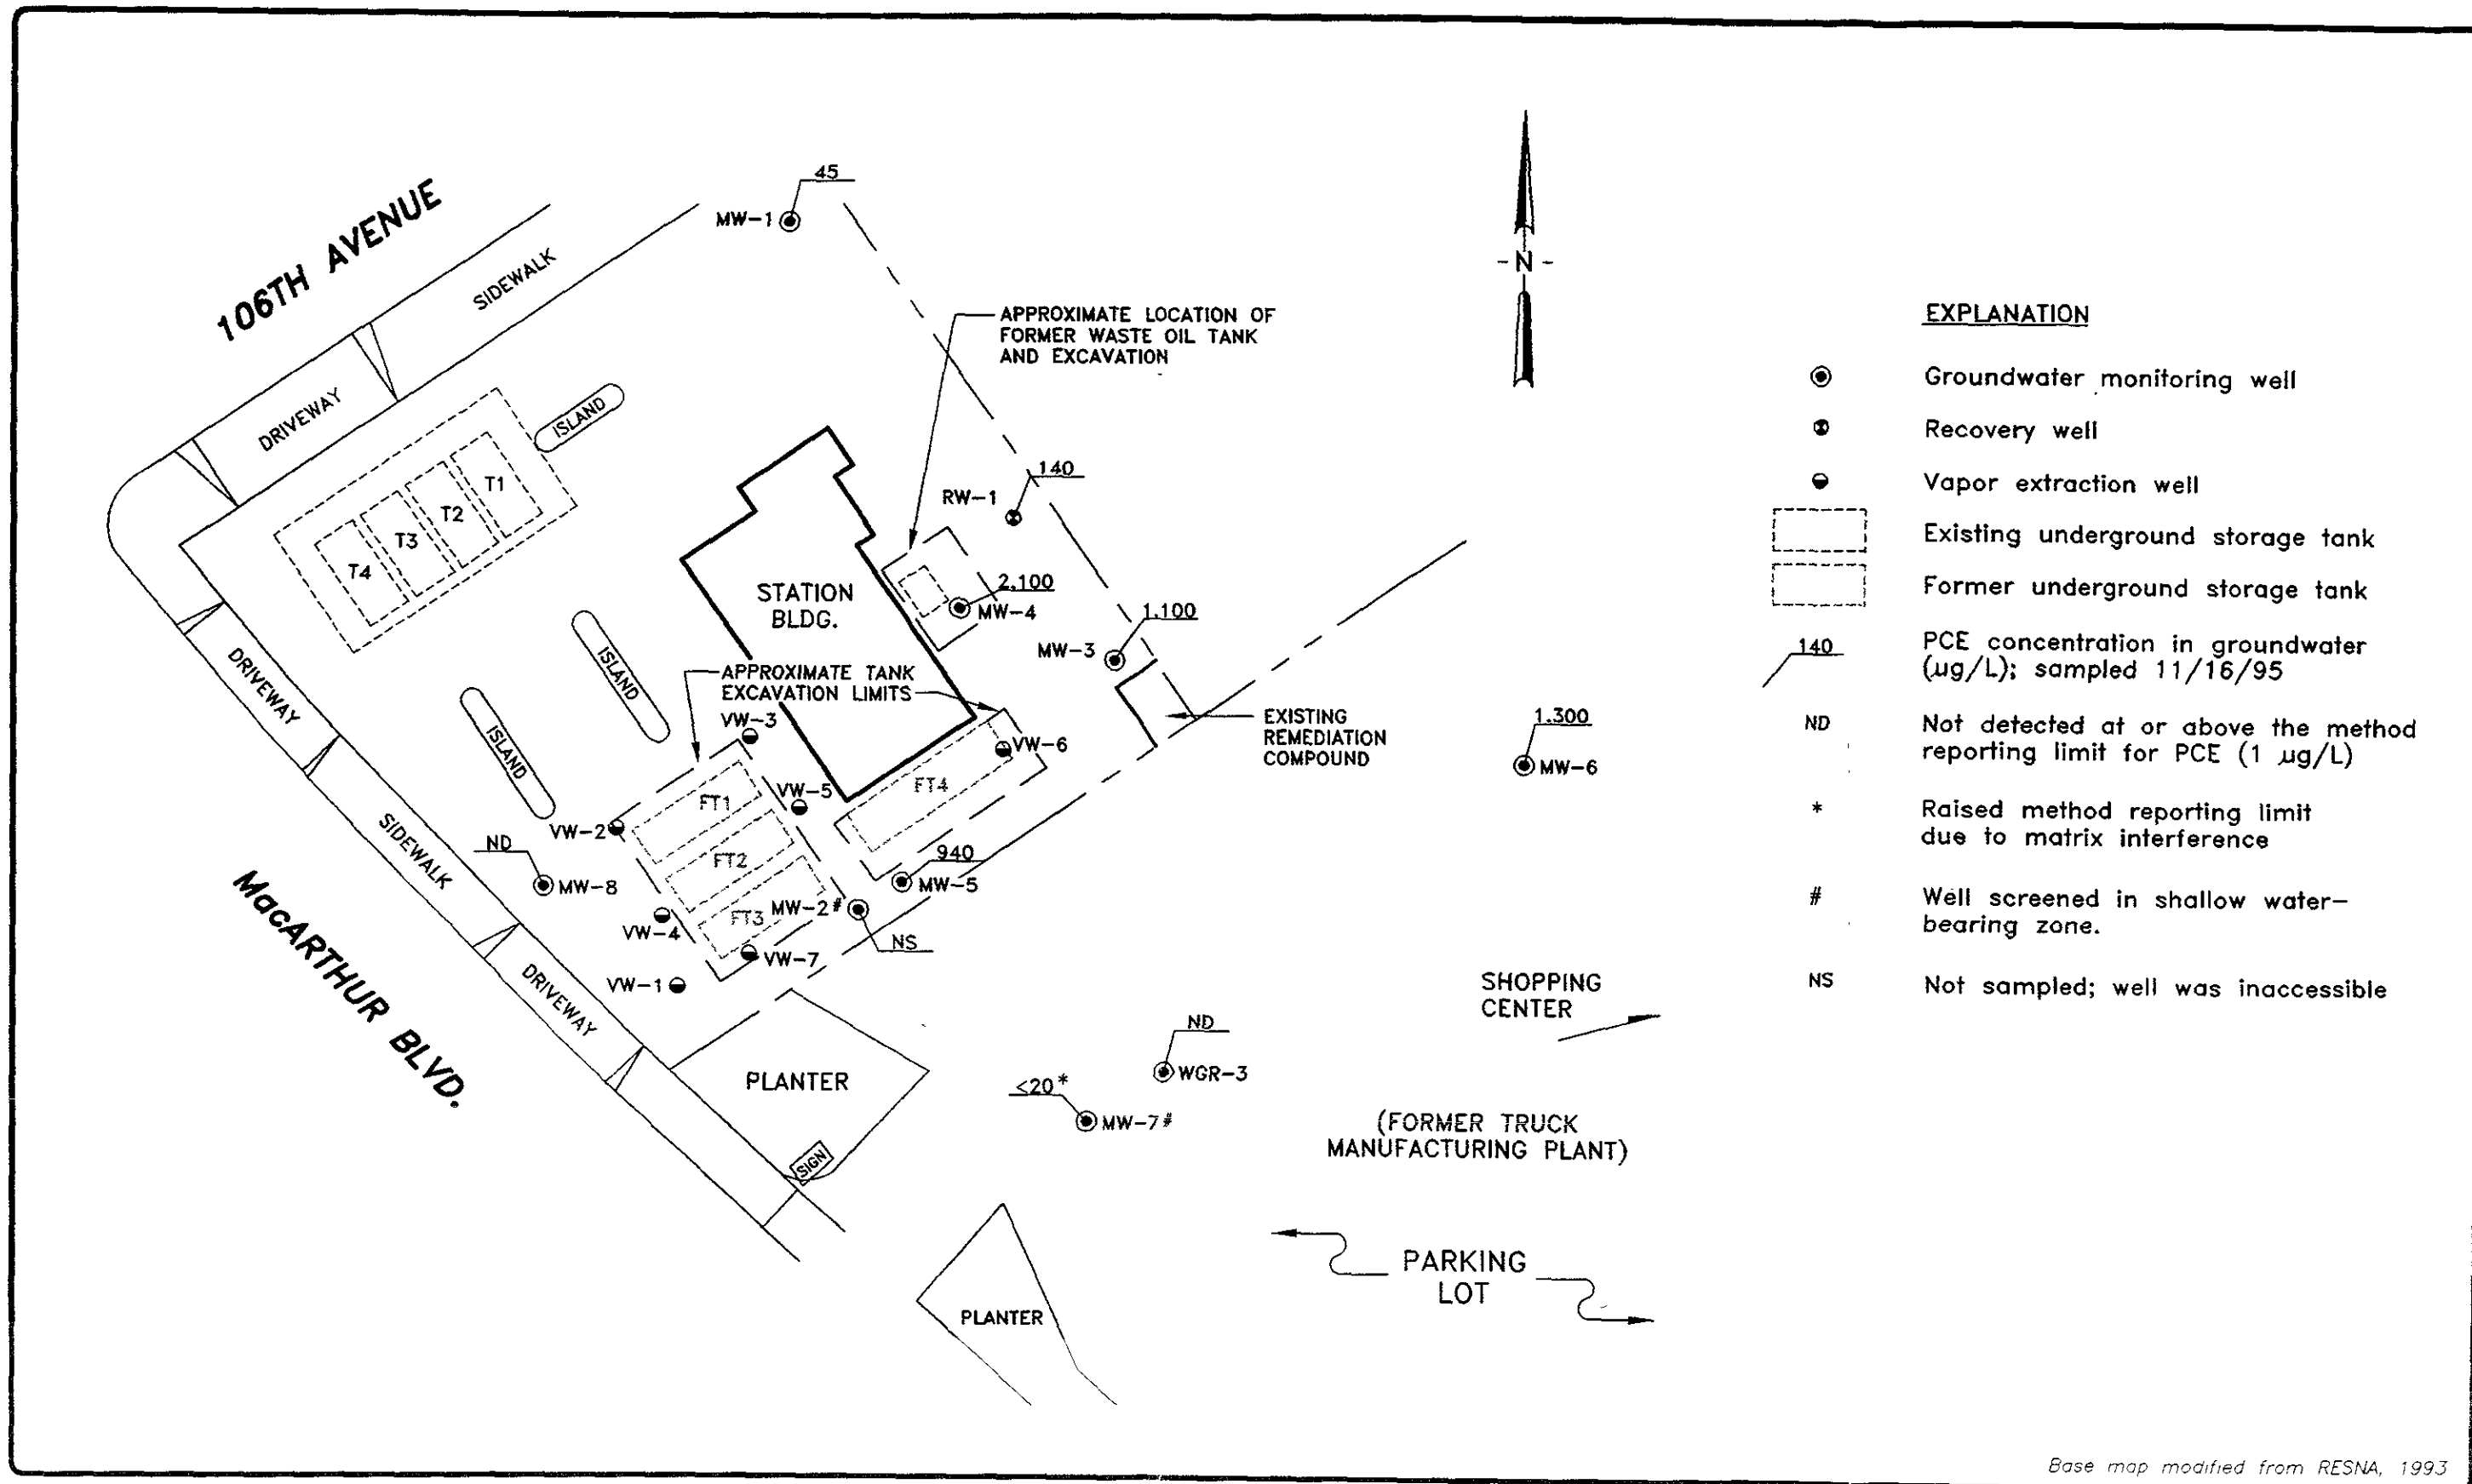 106TH AVENUE
SIDEWALK
DRIVEWAY
ISLAND
T1
T2
T3
T4
45
MW-1
APPROXIMATE LOCATION OF
FORMER WASTE OIL TANK
AND EXCAVATION
- N -
140
RW-1
STATION
BLDG.
2,100
MW-4
1,100
MW-3
DRIVEWAY
ISLAND
ISLAND
APPROXIMATE TANK
EXCAVATION LIMITS
VW-3
VW-6
EXISTING
REMEDIATION
COMPOUND
1,300
MW-6
FT1
VW-5
FT4
VW-2
FT2
SIDEWALK
ND
MW-8
940
MW-5
MacARTHUR BLVD.
FT3
MW-2#
VW-4
NS
VW-7
VW-1
DRIVEWAY
SHOPPING
CENTER
PLANTER
ND
WGR-3
<20*
MW-7#
(FORMER TRUCK
MANUFACTURING PLANT)
SIGN
PARKING
LOT
PLANTER
EXPLANATION
Groundwater monitoring well
Recovery well
Vapor extraction well
Existing underground storage tank
Former underground storage tank
140 PCE concentration in groundwater
(µg/L); sampled 11/16/95
ND Not detected at or above the method
reporting limit for PCE (1 µg/L)
* Raised method reporting limit
due to matrix interference
# Well screened in shallow water-
bearing zone.
NS Not sampled; well was inaccessible
Base map modified from RESNA, 1993